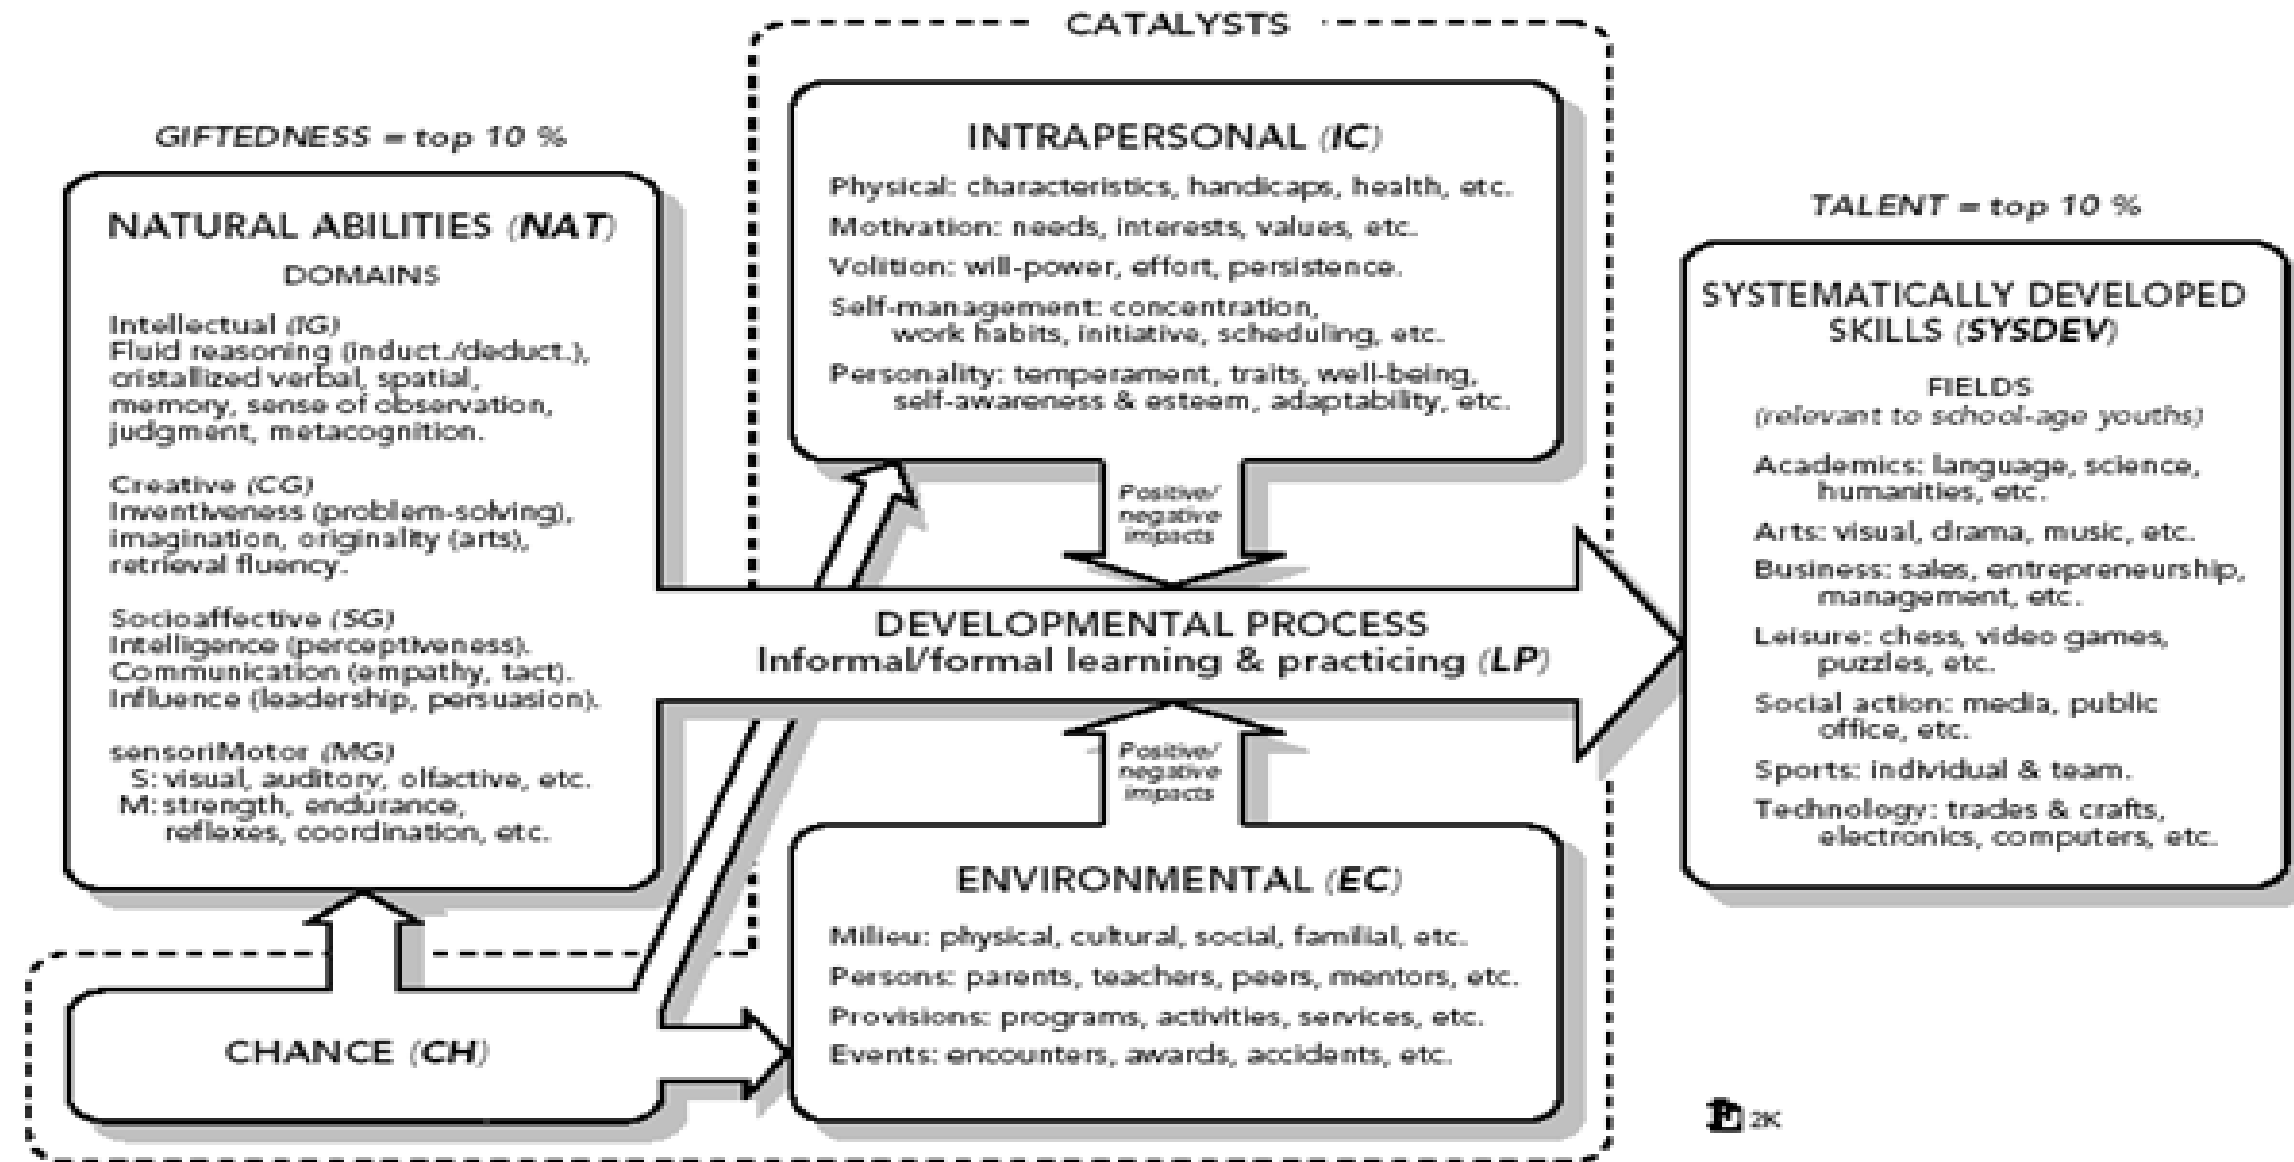 CATALYSTS
GIFTEDNESS = top 10 %
NATURAL ABILITIES (NAT)
DOMAINS
Intellectual (IG)
Fluid reasoning (induct./deduct.),
cristallized verbal, spatial,
memory, sense of observation,
judgment, metacognition.
Creative (CG)
Inventiveness (problem-solving),
imagination, originality (arts),
retrieval fluency.
Socioaffective (SG)
Intelligence (perceptiveness).
Communication (empathy, tact).
Influence (leadership, persuasion).
sensoriMotor (MG)
S: visual, auditory, olfactive, etc.
M: strength, endurance,
reflexes, coordination, etc.
CHANCE (CH)
INTRAPERSONAL (IC)
Physical: characteristics, handicaps, health, etc.
Motivation: needs, interests, values, etc.
Volition: will-power, effort, persistence.
Self-management: concentration,
work habits, initiative, scheduling, etc.
Personality: temperament, traits, well-being,
self-awareness & esteem, adaptability, etc.
Positive/
negative
impacts
DEVELOPMENTAL PROCESS
Informal/formal learning & practicing (LP)
Positive/
negative
impacts
ENVIRONMENTAL (EC)
Milieu: physical, cultural, social, familial, etc.
Persons: parents, teachers, peers, mentors, etc.
Provisions: programs, activities, services, etc.
Events: encounters, awards, accidents, etc.
TALENT = top 10 %
SYSTEMATICALLY DEVELOPED
SKILLS (SYSDEV)
FIELDS
(relevant to school-age youths)
Academics: language, science,
humanities, etc.
Arts: visual, drama, music, etc.
Business: sales, entrepreneurship,
management, etc.
Leisure: chess, video games,
puzzles, etc.
Social action: media, public
office, etc.
Sports: individual & team.
Technology: trades & crafts,
electronics, computers, etc.
2K